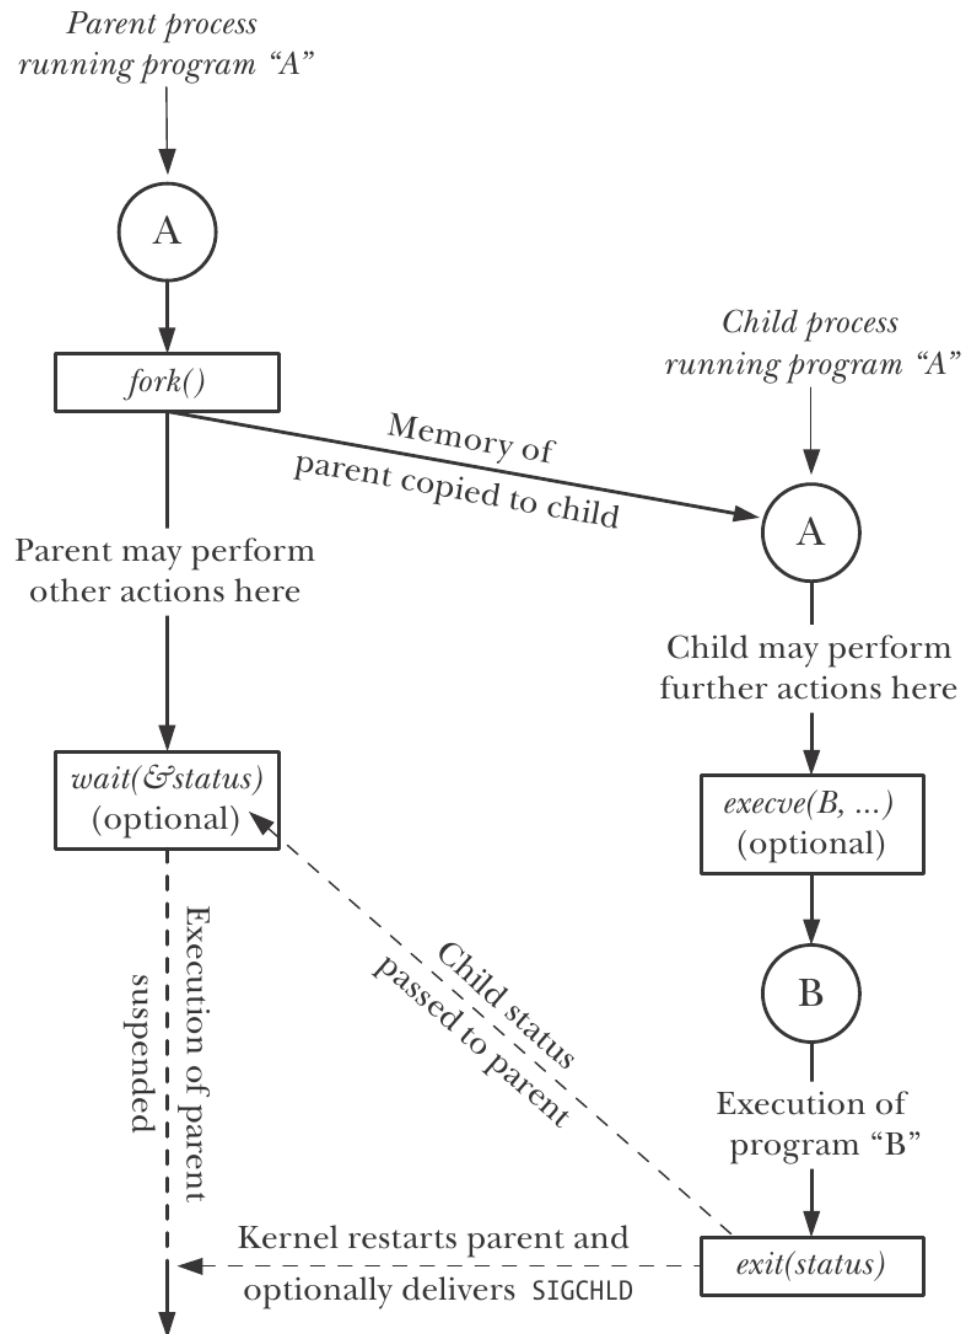 Parent process
running program “A”
A
fork()
Memory of
parent copied to child
Child process
running program “A”
A
Parent may perform
other actions here
Child may perform
further actions here
wait(&status)
(optional)
execve(B, ...)
(optional)
B
Execution of parent
suspended
Child status
passed to parent
Execution of
program “B”
Kernel restarts parent and
optionally delivers SIGCHLD
exit(status)